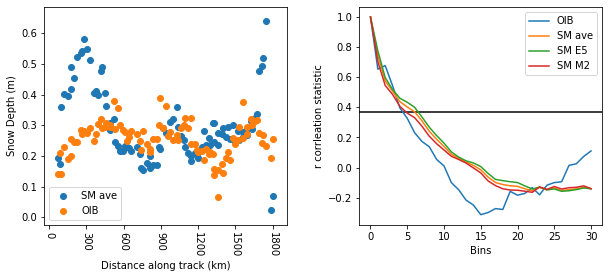 Snow Depth (m)
0.6
0.5
0.4
0.3
0.2
0.1
0.0
SM ave
OIB
0
300
600
900
1200
1500
1800
Distance along track (km)
r corrleation statistic
1.0
0.8
0.6
0.4
0.2
0.0
−0.2
OIB
SM ave
SM E5
SM M2
0
5
10
15
20
25
30
Bins